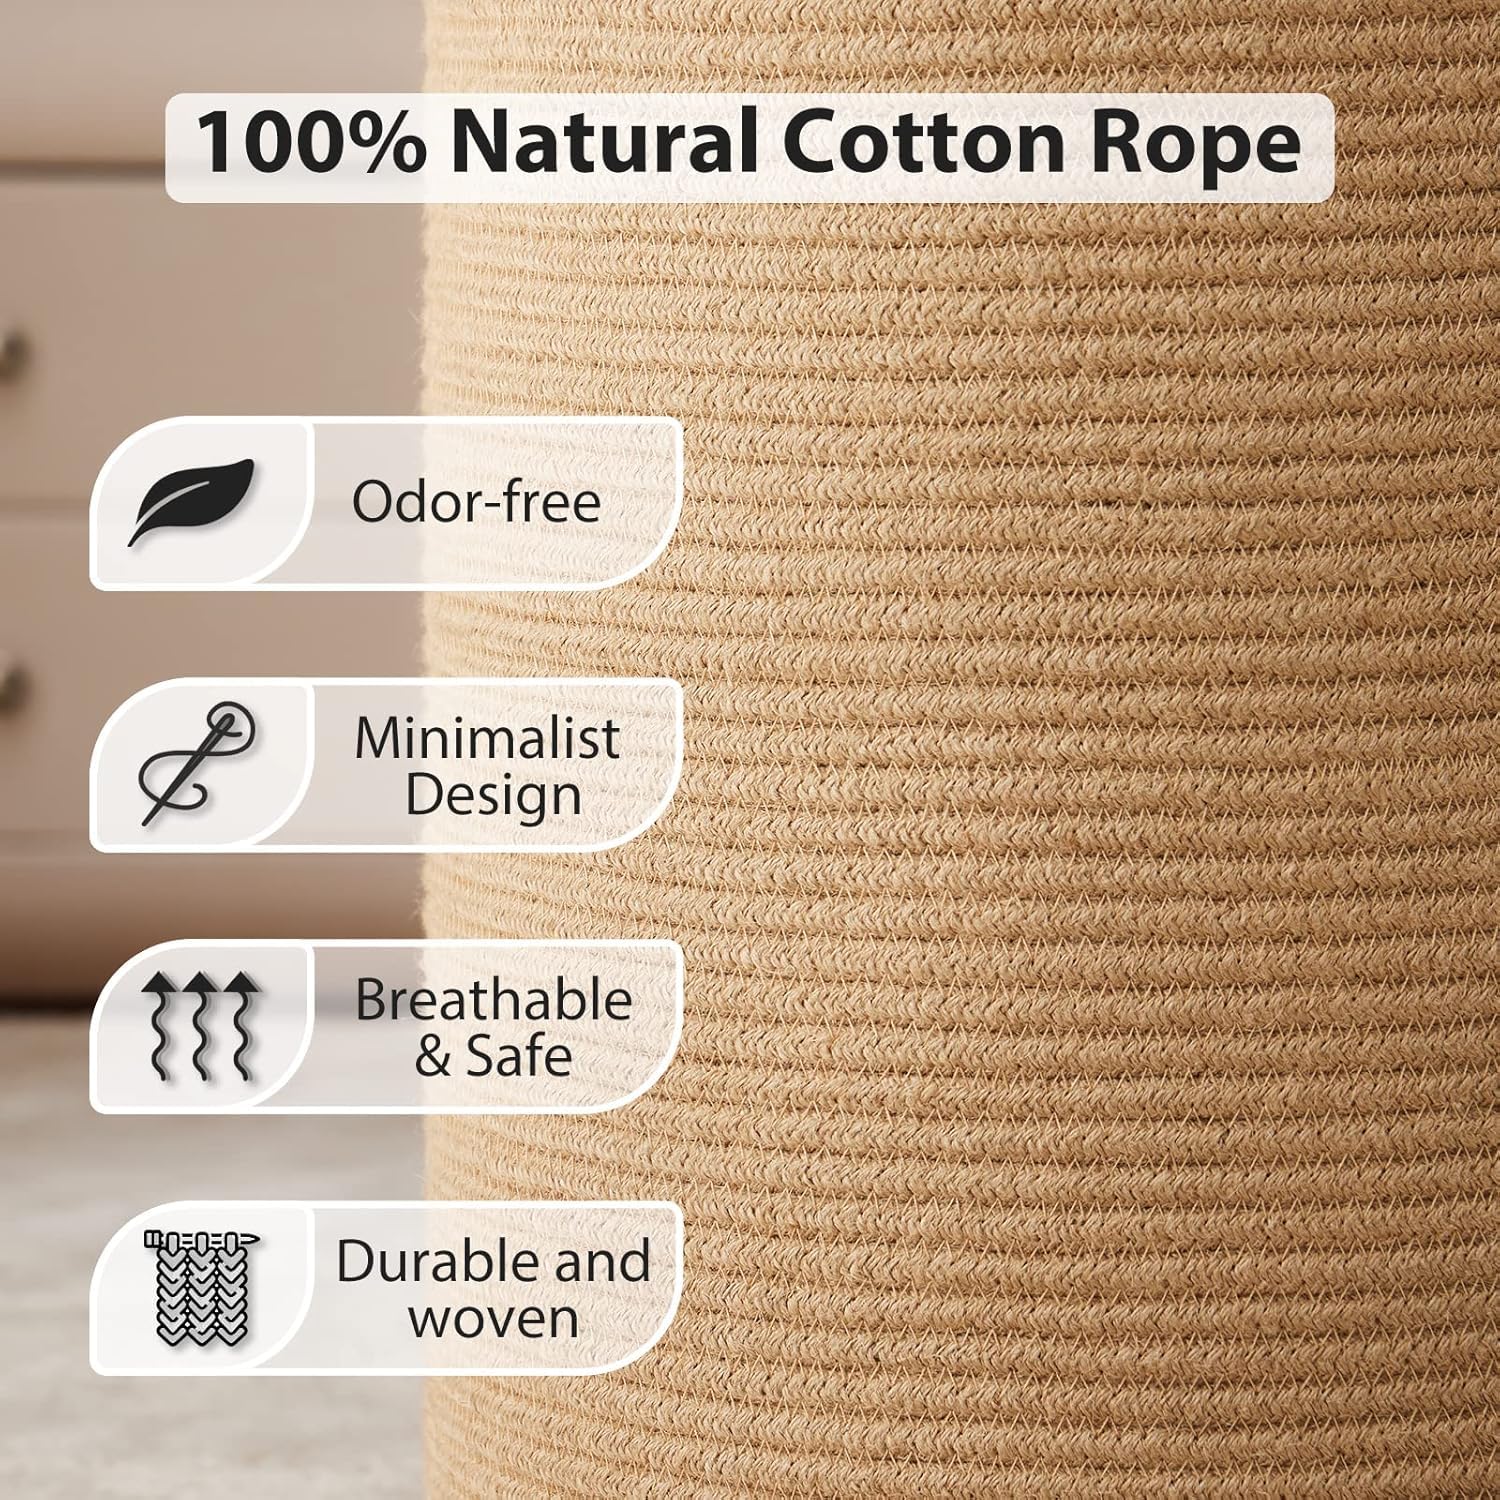 100% Natural Cotton Rope
Odor-free
Minimalist
Design
Breathable
& Safe
Durable and
woven